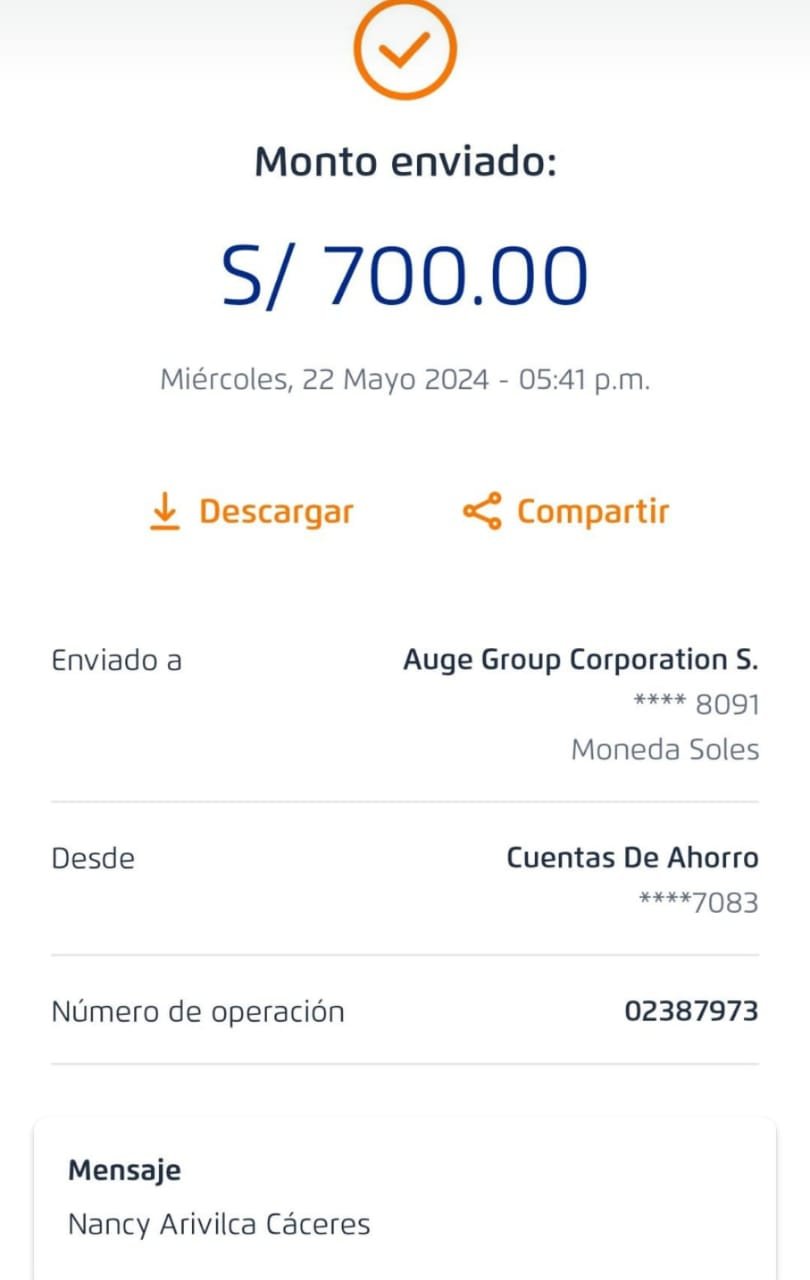 Monto enviado:
S/ 700.00
Miércoles, 22 Mayo 2024 - 05:41 p.m.
Descargar Compartir
Enviado a Auge Group Corporation S.
**** 8091
Moneda Soles
Desde Cuentas De Ahorro
****7083
Número de operación 02387973
Mensaje
Nancy Arivilca Cáceres